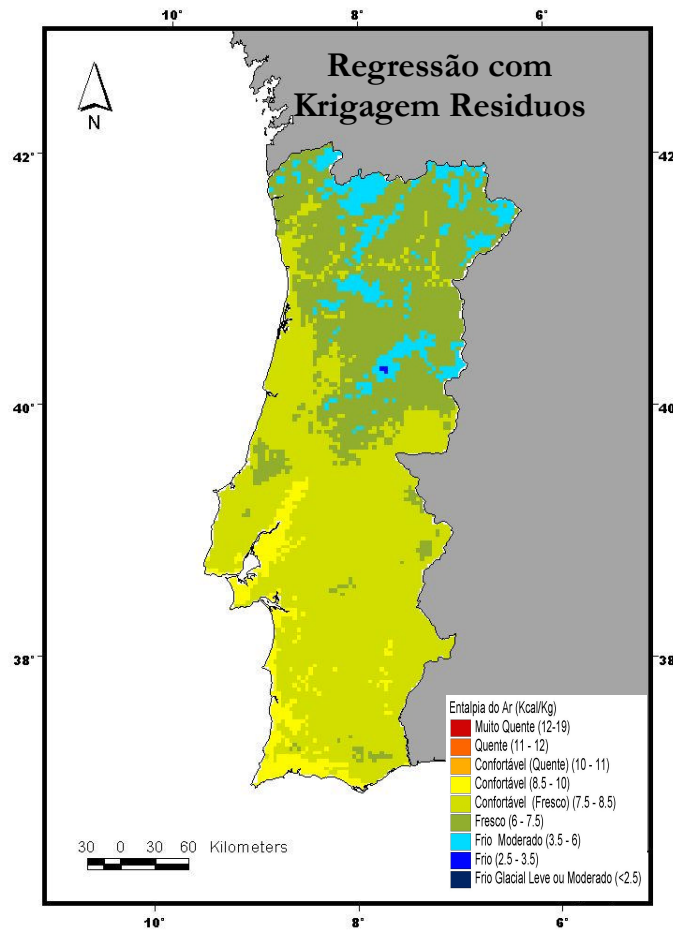 10°
8°
6°
Regressão com
Krigagem Residuos
N
42°
42
40°
40
38°
38
Entalpia do Ar (Kcal/Kg)
Muito Quente (12-19)
Quente (11 - 12)
Confortável (Quente) (10 - 11)
Confortável (8.5 - 10)
Confortável (Fresco) (7.5 - 8.5)
Fresco (6 - 7.5)
Frio Moderado (3.5 - 6)
Frio (2.5 - 3.5)
Frio Glacial Leve ou Moderado (<2.5)
30 0 30 60 Kilometers
10°
8°
6°